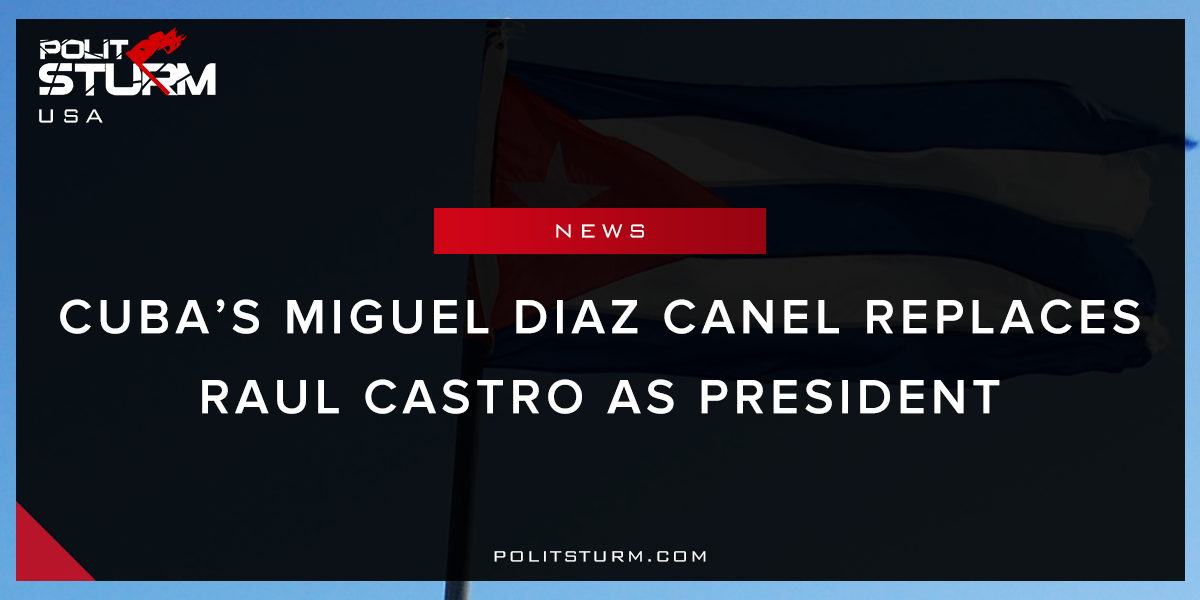 POLIT
STURM
USA
NEWS
CUBA’S MIGUEL DIAZ CANEL REPLACES
RAUL CASTRO AS PRESIDENT
POLITSTURM.COM